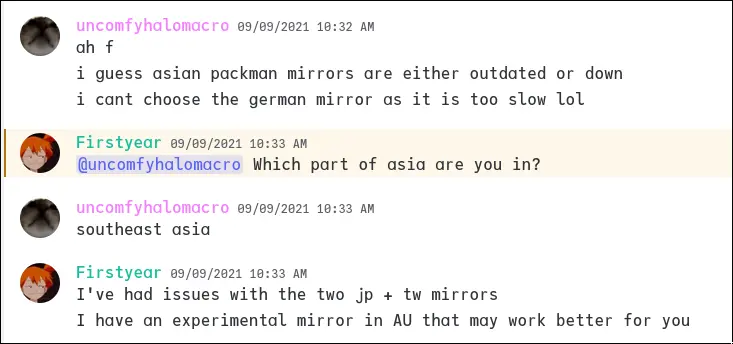 uncomfyhalomacro 09/09/2021 10:32 AM
ah f
i guess asian packman mirrors are either outdated or down
i cant choose the german mirror as it is too slow lol
Firstyear 09/09/2021 10:33 AM
@uncomfyhalomacro Which part of asia are you in?
uncomfyhalomacro 09/09/2021 10:33 AM
southeast asia
Firstyear 09/09/2021 10:33 AM
I've had issues with the two jp + tw mirrors
I have an experimental mirror in AU that may work better for you